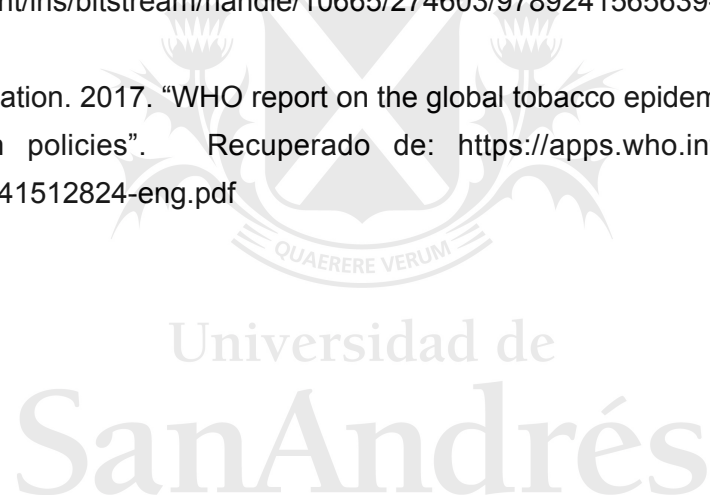 nt/iris/bitstream/handle/10665/274603/9789241565639-
ation. 2017. “WHO report on the global tobacco epidem
n policies”. Recuperado de: https://apps.who.in
41512824-eng.pdf
QUAERERE VERUM
Universidad de
SanAndrés